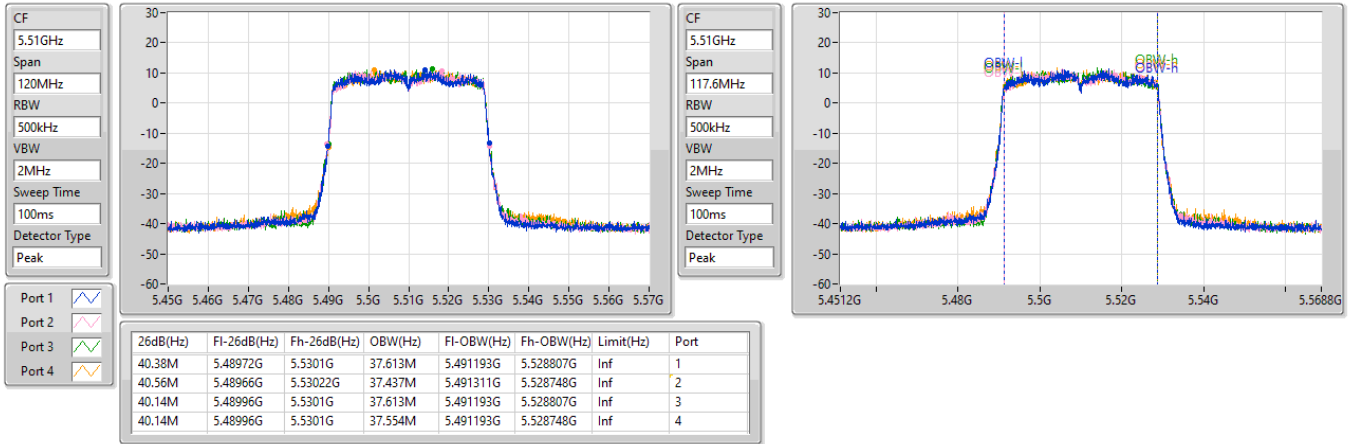 CF
5.51GHz
Span
120MHz
RBW
500kHz
VBW
2MHz
Sweep Time
100ms
Detector Type
Peak
30
20
10
0
-10
-20
-30
-40
-50
-60
5.45G 5.46G 5.47G 5.48G 5.49G 5.5G 5.51G 5.52G 5.53G 5.54G 5.55G 5.56G 5.57G
CF
5.51GHz
Span
117.6MHz
RBW
500kHz
VBW
2MHz
Sweep Time
100ms
Detector Type
Peak
30
20
10
0
-10
-20
-30
-40
-50
-60
OBW-l
OBW-h
OBW-h
5.4512G 5.48G 5.5G 5.52G 5.54G 5.5688G
Port 1
Port 2
Port 3
Port 4
26dB(Hz) Fl-26dB(Hz) Fh-26dB(Hz) OBW(Hz) Fl-OBW(Hz) Fh-OBW(Hz) Limit(Hz) Port
40.38M 5.48972G 5.5301G 37.613M 5.491193G 5.528807G Inf 1
40.56M 5.48966G 5.53022G 37.437M 5.491311G 5.528748G Inf 2
40.14M 5.48996G 5.5301G 37.613M 5.491193G 5.528807G Inf 3
40.14M 5.48996G 5.5301G 37.554M 5.491193G 5.528748G Inf 4